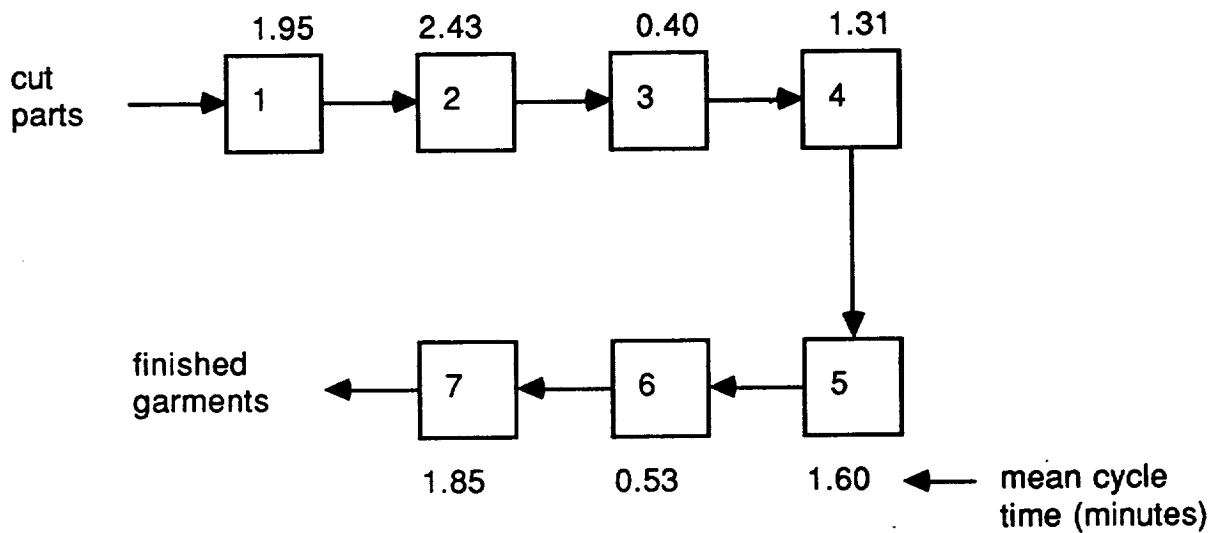 1.95 2.43 0.40 1.31
cut
parts
1 2 3 4
finished
garments
7 6 5
1.85 0.53 1.60 mean cycle
time (minutes)